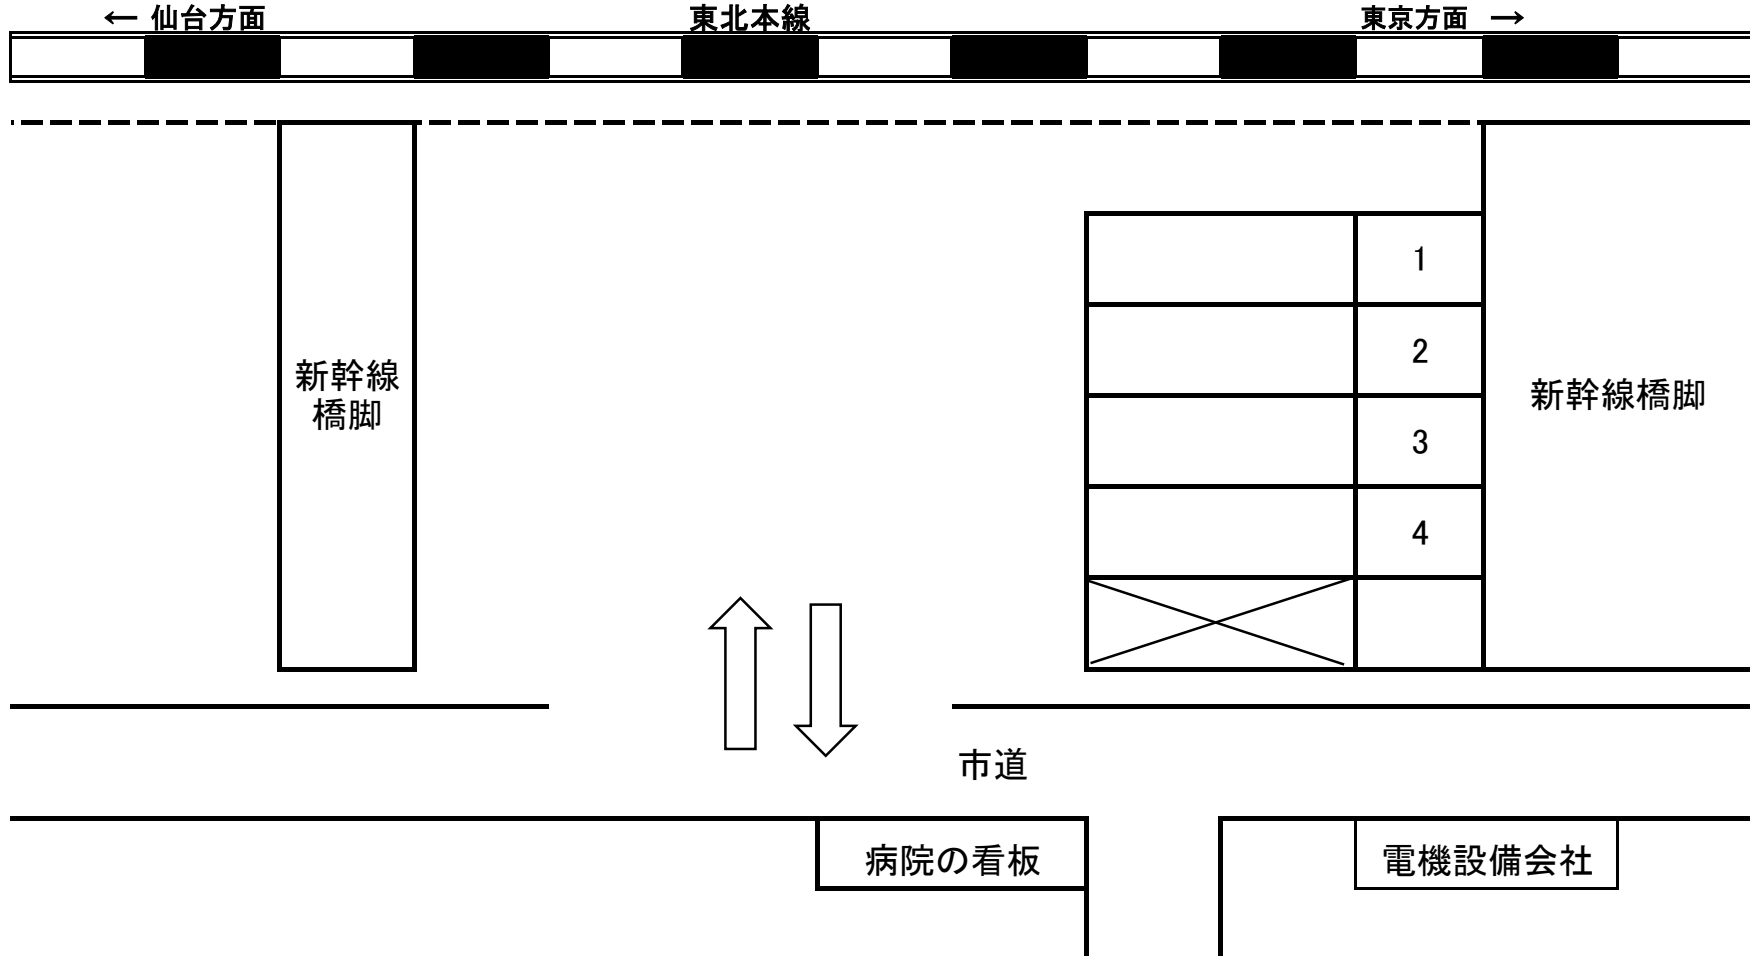 ← 仙台方面
東北本線
東京方面 →
1
2
新幹線
橋脚
新幹線橋脚
3
4
市道
病院の看板
電機設備会社